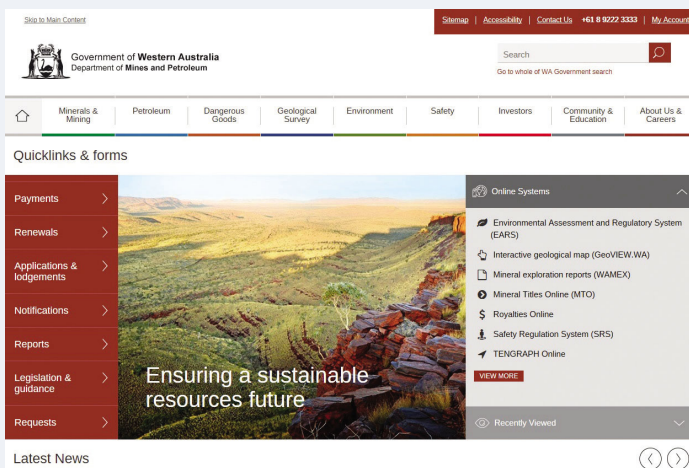 Skip to Main Content
Sitemap | Accessibility | Contact Us +61 8 9222 3333 | My Account
Government of Western Australia
Department of Mines and Petroleum
Search
Go to whole of WA Government search
Minerals & Mining
Petroleum
Dangerous Goods
Geological Survey
Environment
Safety
Investors
Community & Education
About Us & Careers
Quicklinks & forms
Payments
Renewals
Applications &
lodgements
Notifications
Reports
Legislation &
guidance
Requests
Ensuring a sustainable
resources future
Online Systems
Environmental Assessment and Regulatory System
(EARS)
Interactive geological map (GeoVIEW.WA)
Mineral exploration reports (WAMEX)
Mineral Titles Online (MTO)
Royalties Online
Safety Regulation System (SRS)
TENGRAPH Online
VIEW MORE
Recently Viewed
Latest News